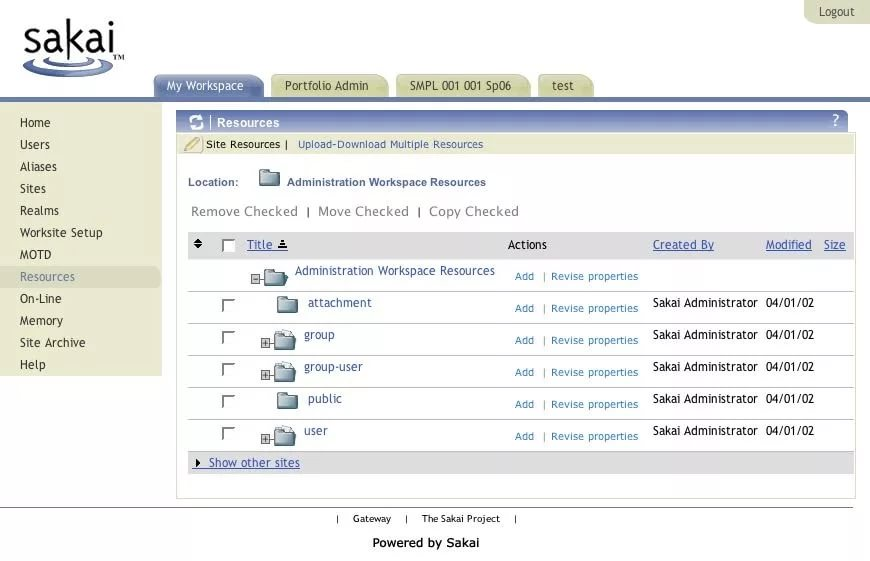 Logout
sakai™
My Workspace Portfolio Admin SMPL 001 001 Sp06 test
Home
Users
Aliases
Sites
Realms
Worksite Setup
MOTD
Resources
On-Line
Memory
Site Archive
Help
Resources ?
Site Resources | Upload-Download Multiple Resources
Location: Administration Workspace Resources
Remove Checked | Move Checked | Copy Checked
Title Actions Created By Modified Size
Administration Workspace Resources Add | Revise properties
attachment Add | Revise properties Sakai Administrator 04/01/02
group Add | Revise properties Sakai Administrator 04/01/02
group-user Add | Revise properties Sakai Administrator 04/01/02
public Add | Revise properties Sakai Administrator 04/01/02
user Add | Revise properties Sakai Administrator 04/01/02
Show other sites
| Gateway | The Sakai Project |
Powered by Sakai